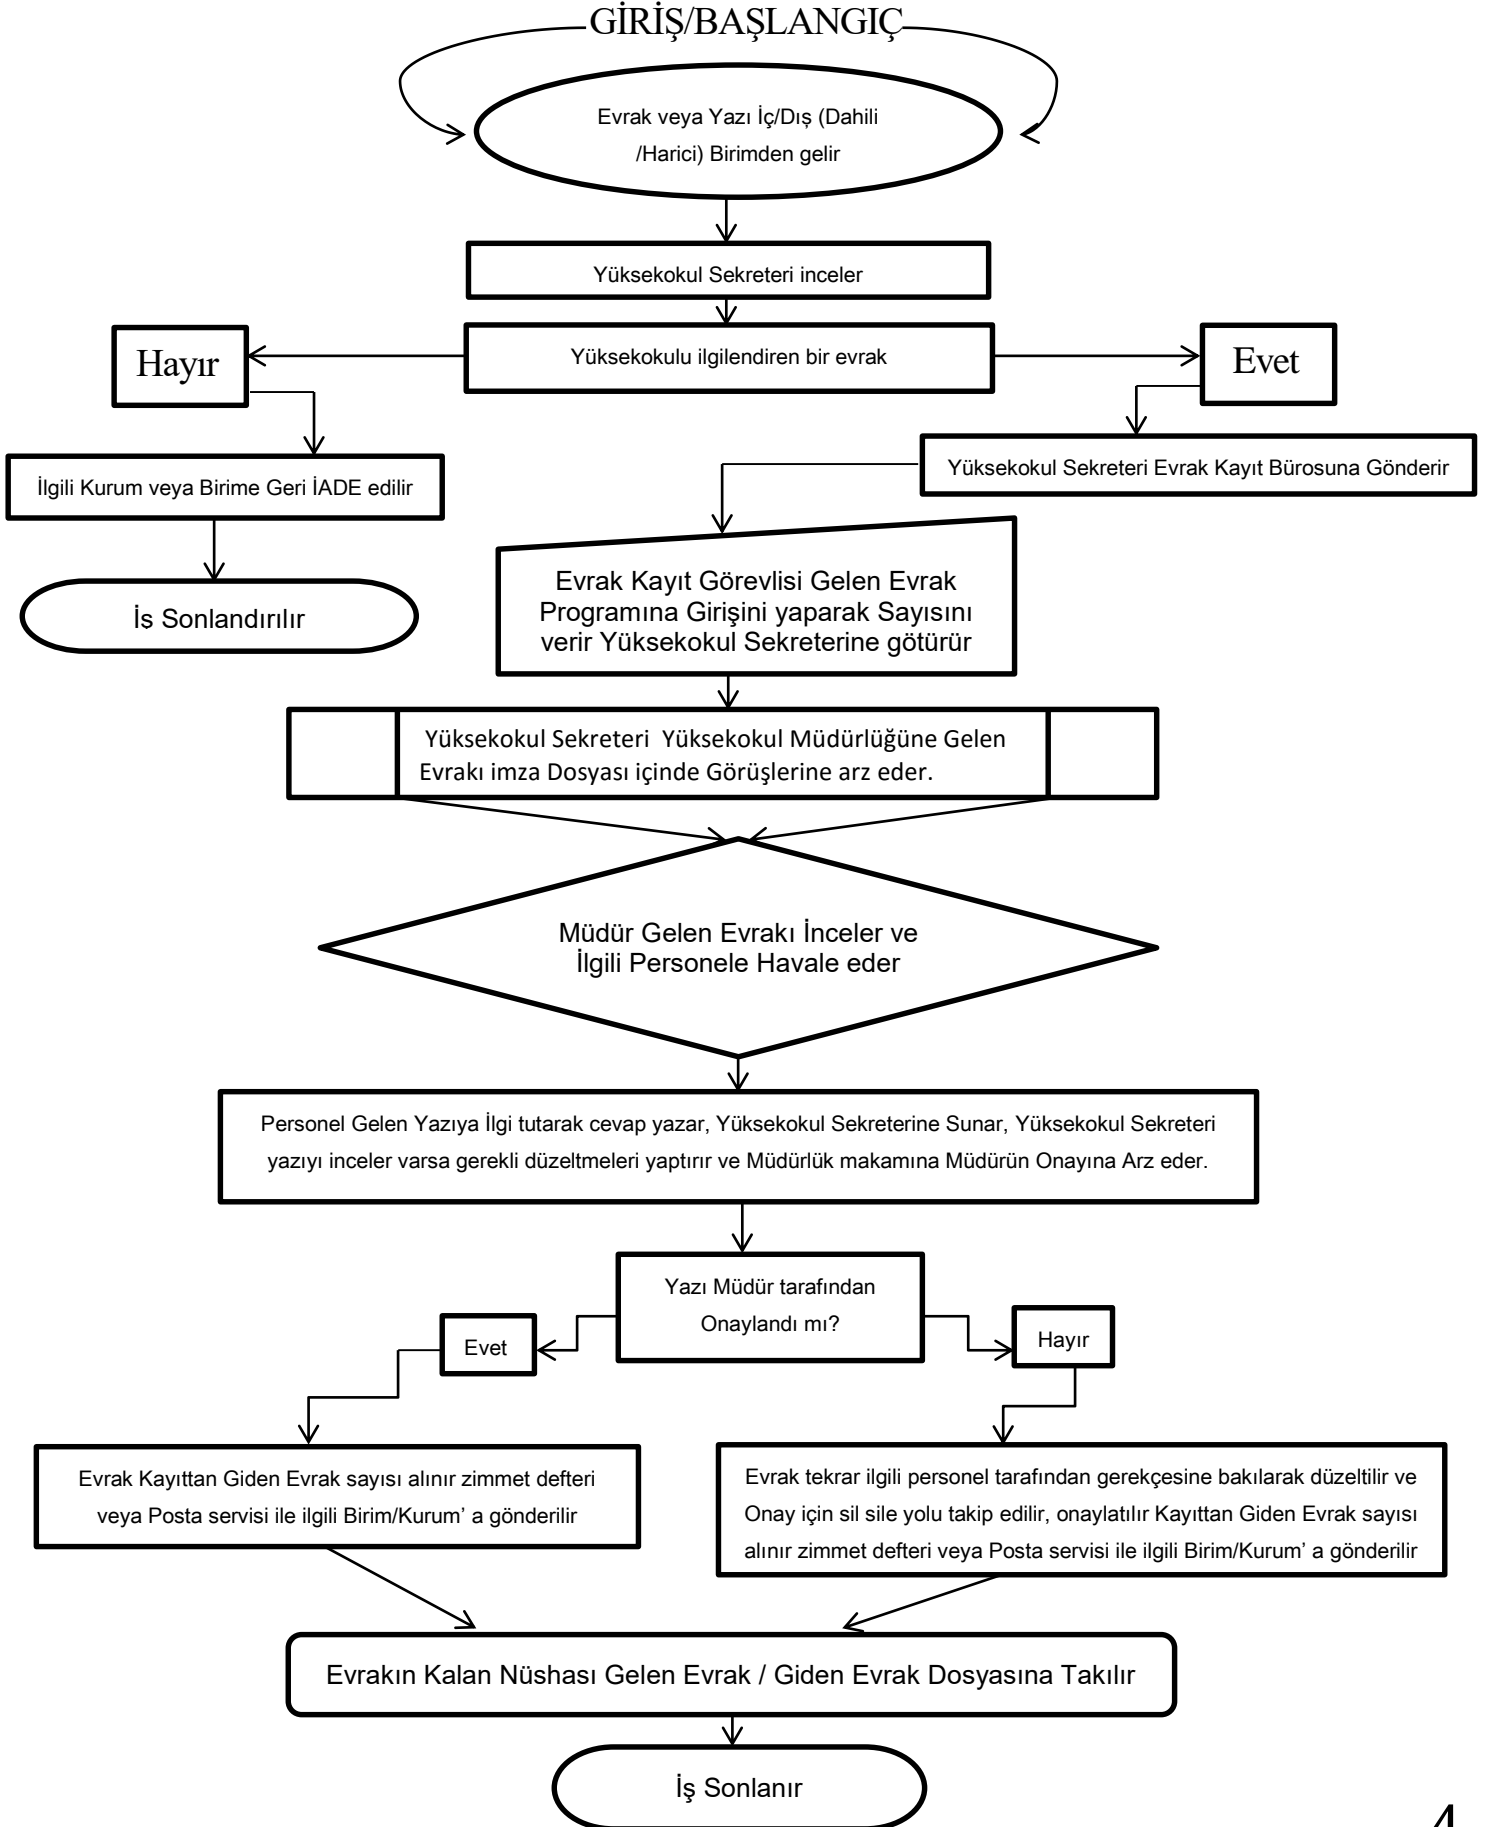 GİRİŞ/BAŞLANGIÇ
Evrak veya Yazı İç/Dış (Dahili
/Harici) Birimden gelir
Yüksekokul Sekreteri inceler
Hayır
Yüksekokulu ilgilendiren bir evrak
Evet
İlgili Kurum veya Birime Geri İADE edilir
Yüksekokul Sekreteri Evrak Kayıt Bürosuna Gönderir
İs Sonlandırılır
Evrak Kayıt Görevlisi Gelen Evrak
Programına Girişini yaparak Sayısını
verir Yüksekokul Sekreterine götürür
Yüksekokul Sekreteri Yüksekokul Müdürlüğüne Gelen
Evrakı imza Dosyası içinde Görüşlerine arz eder.
Müdür Gelen Evrakı İnceler ve
İlgili Personele Havale eder
Personel Gelen Yazıya İlgi tutarak cevap yazar, Yüksekokul Sekreterine Sunar, Yüksekokul Sekreteri
yazıyı inceler varsa gerekli düzeltmeleri yaptırır ve Müdürlük makamına Müdürün Onayına Arz eder.
Yazı Müdür tarafından
Onaylandı mı?
Evet
Hayır
Evrak Kayıttan Giden Evrak sayısı alınır zimmet defteri
veya Posta servisi ile ilgili Birim/Kurum’ a gönderilir
Evrak tekrar ilgili personel tarafından gerekçesine bakılarak düzeltilir ve
Onay için sil sile yolu takip edilir, onaylatılır Kayıttan Giden Evrak sayısı
alınır zimmet defteri veya Posta servisi ile ilgili Birim/Kurum’ a gönderilir
Evrakın Kalan Nüshası Gelen Evrak / Giden Evrak Dosyasına Takılır
İş Sonlanır
4